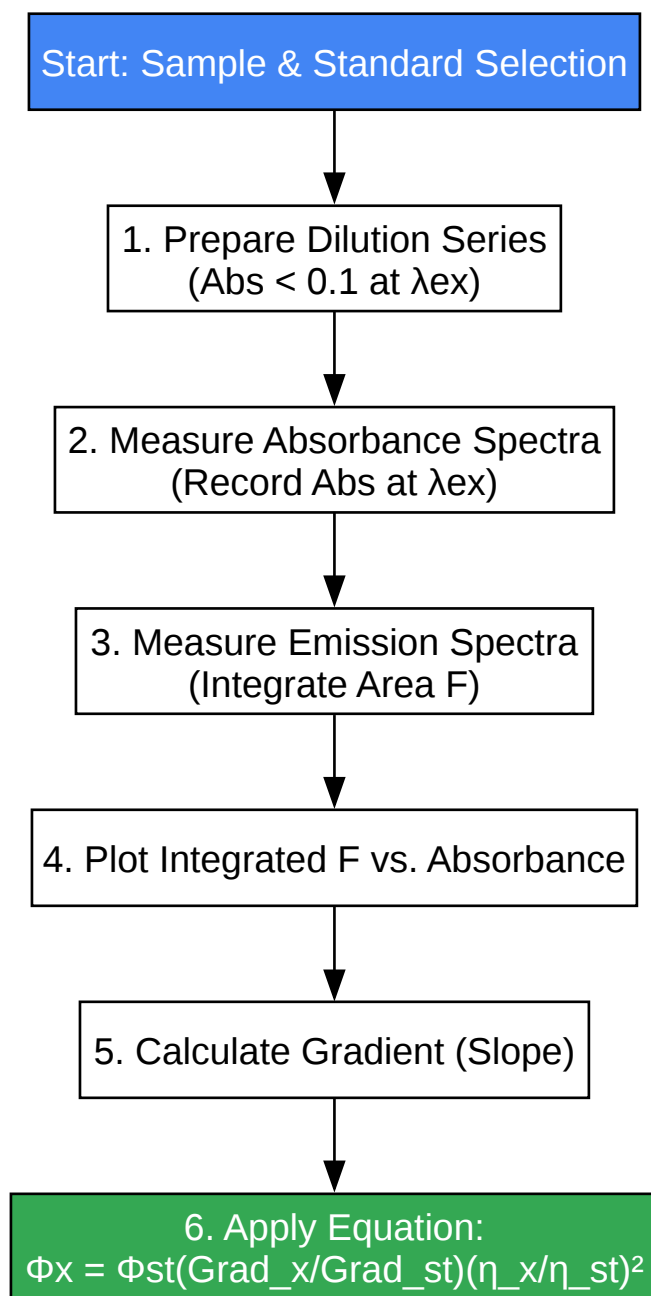 Start: Sample & Standard Selection
1. Prepare Dilution Series
(Abs < 0.1 at λex)
2. Measure Absorbance Spectra
(Record Abs at λex)
3. Measure Emission Spectra
(Integrate Area F)
4. Plot Integrated F vs. Absorbance
5. Calculate Gradient (Slope)
6. Apply Equation:
Φx = Φst(Grad_x/Grad_st)(η_x/η_st)²